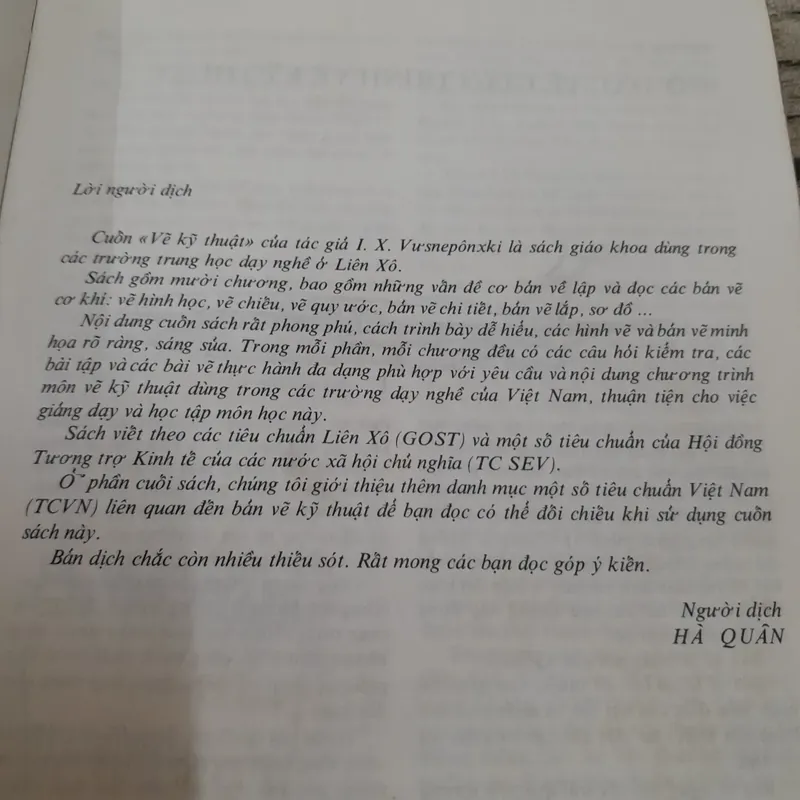 Lời người dịch
Cuốn «Vẽ kỹ thuật» của tác giả I. X. Vưsnepônxki là sách giáo khoa dùng trong
các trường trung học dạy nghề ở Liên Xô.
Sách gồm mười chương, bao gồm những vấn đề cơ bản về lập và đọc các bản vẽ
cơ khí: vẽ hình học, vẽ chiếu, vẽ quy ước, bản vẽ chi tiết, bản vẽ lắp, sơ đồ ...
Nội dung cuốn sách rất phong phú, cách trình bày dễ hiểu, các hình vẽ và bản vẽ minh
họa rõ ràng, sáng sủa. Trong mỗi phần, mỗi chương đều có các câu hỏi kiểm tra, các
bài tập và các bài vẽ thực hành đa dạng phù hợp với yêu cầu và nội dung chương trình
môn vẽ kỹ thuật dùng trong các trường dạy nghề của Việt Nam, thuận tiện cho việc
giảng dạy và học tập môn học này.
Sách viết theo các tiêu chuẩn Liên Xô (GOST) và một số tiêu chuẩn của Hội đồng
Tương trợ Kinh tế của các nước xã hội chủ nghĩa (TC SEV).
Ở phần cuối sách, chúng tôi giới thiệu thêm danh mục một số tiêu chuẩn Việt Nam
(TCVN) liên quan đến bản vẽ kỹ thuật để bạn đọc có thể đối chiếu khi sử dụng cuốn
sách này.
Bản dịch chắc còn nhiều thiếu sót. Rất mong các bạn đọc góp ý kiến.
Người dịch
HÀ QUÂN